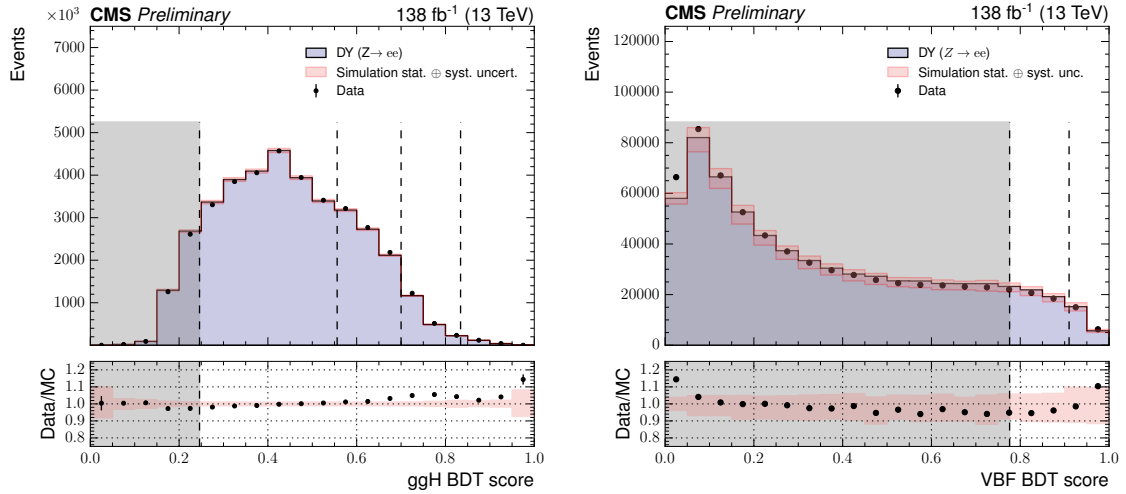 CMS Preliminary 138 fb⁻¹ (13 TeV)
×10³
Events
7000
6000
5000
4000
3000
2000
1000
DY (Z→ ee)
Simulation stat. ⊕ syst. uncert.
Data
Data/MC
1.2
1.1
1.0
0.9
0.8
0.0 0.2 0.4 0.6 0.8 1.0
ggH BDT score
CMS Preliminary 138 fb⁻¹ (13 TeV)
Events
120000
100000
80000
60000
40000
20000
0
DY (Z → ee)
Simulation stat. ⊕ syst. unc.
Data
Data/MC
1.2
1.1
1.0
0.9
0.8
0.0 0.2 0.4 0.6 0.8 1.0
VBF BDT score